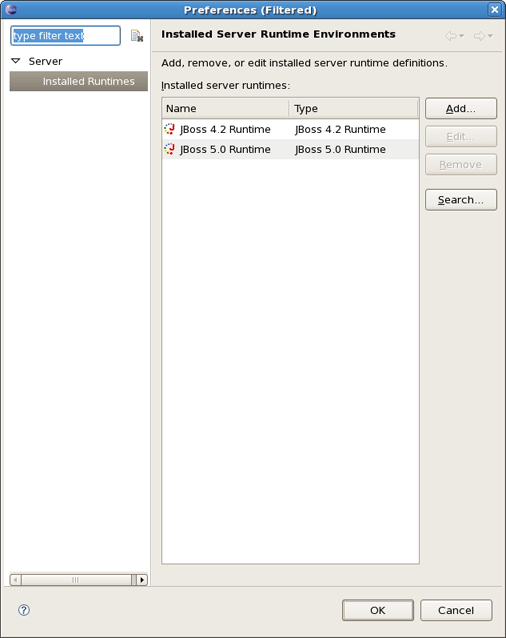 Preferences (Filtered)
type filter text
Server
Installed Runtimes
Installed Server Runtime Environments
Add, remove, or edit installed server runtime definitions.
Installed server runtimes:
Name Type
JBoss 4.2 Runtime JBoss 4.2 Runtime
JBoss 5.0 Runtime JBoss 5.0 Runtime
Add...
Edit...
Remove
Search...
?
OK Cancel